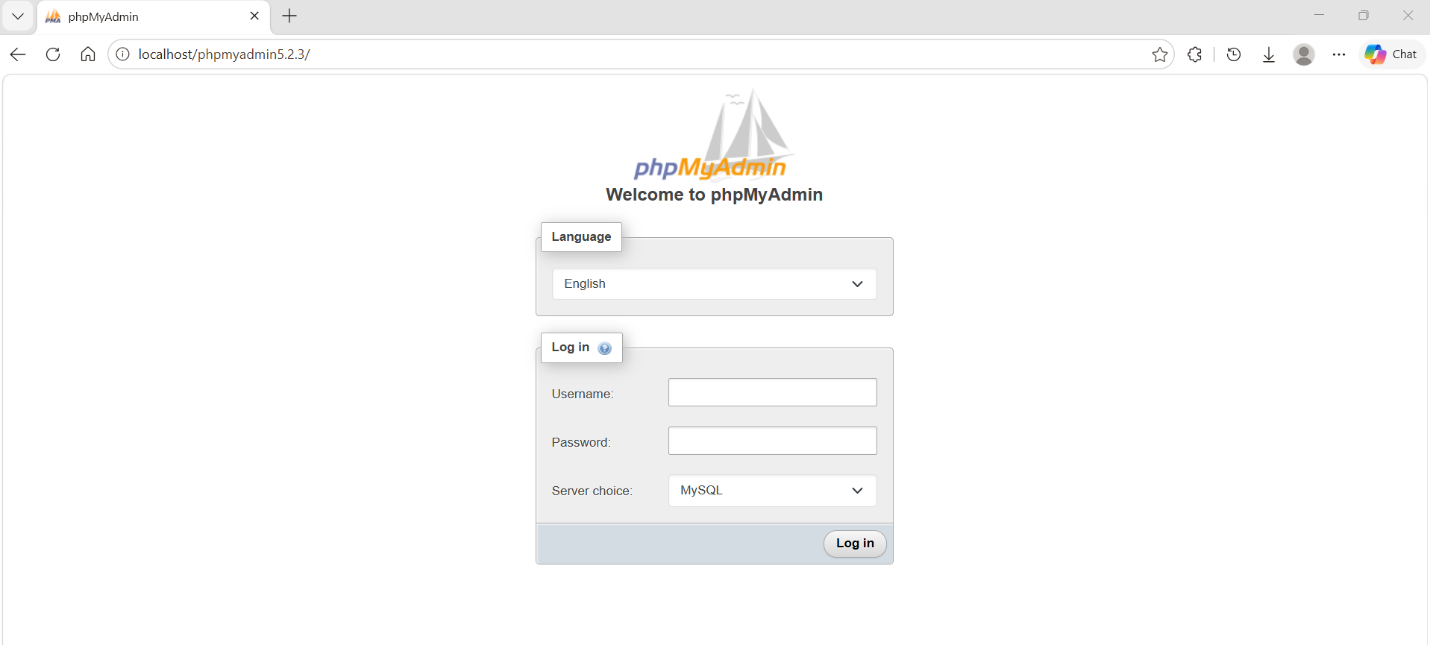 phpMyAdmin
localhost/phpmyadmin5.2.3/
Chat
phpMyAdmin
Welcome to phpMyAdmin
Language
English
Log in
Username:
Password:
Server choice: MySQL
Log in